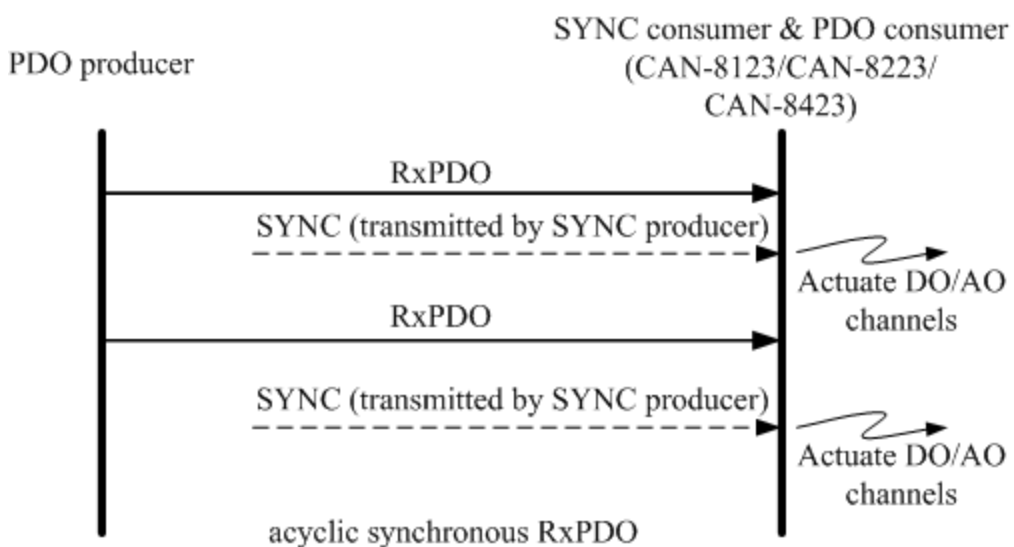 SYNC consumer & PDO consumer
PDO producer
(CAN-8123/CAN-8223/
CAN-8423)
RxPDO
SYNC (transmitted by SYNC producer)
Actuate DO/AO
channels
RxPDO
SYNC (transmitted by SYNC producer)
Actuate DO/AO
channels
acyclic synchronous RxPDO